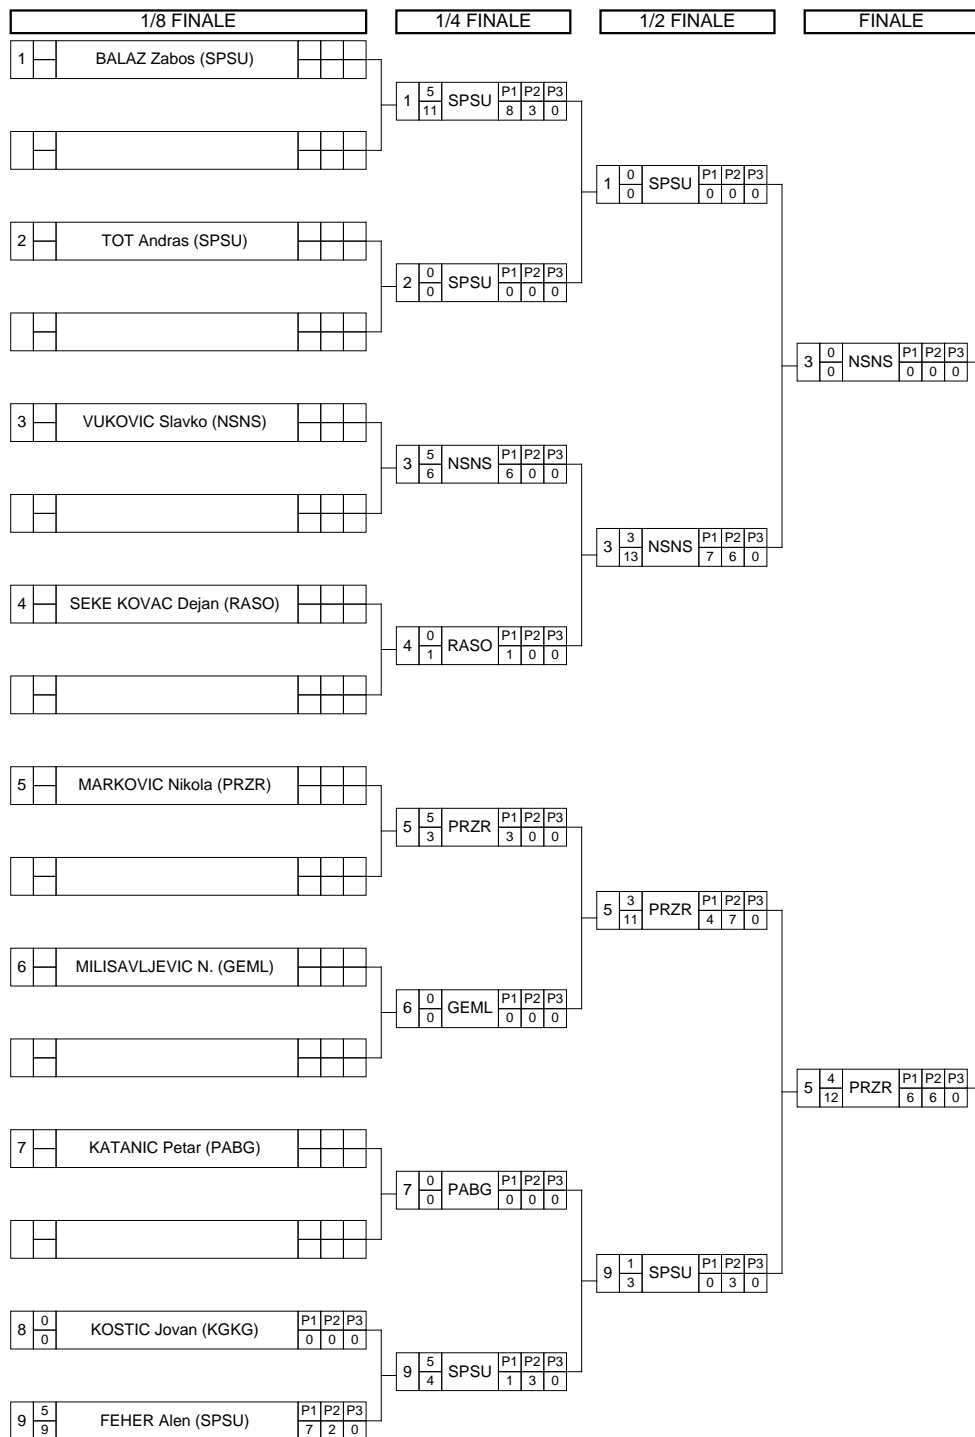 1/8 FINALE 1/4 FINALE 1/2 FINALE FINALE
1 BALAZ Zabos (SPSU)
1 5 11 SPSU P1 P2 P3 8 3 0
1 0 0 SPSU P1 P2 P3 0 0 0
2 TOT Andras (SPSU)
2 0 0 SPSU P1 P2 P3 0 0 0
3 0 0 NSNS P1 P2 P3 0 0 0
3 VUKOVIC Slavko (NSNS)
3 5 6 NSNS P1 P2 P3 6 0 0
3 3 13 NSNS P1 P2 P3 7 6 0
4 SEKE KOVAC Dejan (RASO)
4 0 1 RASO P1 P2 P3 1 0 0
5 MARKOVIC Nikola (PRZR)
5 5 3 PRZR P1 P2 P3 3 0 0
5 3 11 PRZR P1 P2 P3 4 7 0
6 MILISAVLJEVIC N. (GEML)
6 0 0 GEML P1 P2 P3 0 0 0
5 4 12 PRZR P1 P2 P3 6 6 0
7 KATANIC Petar (PABG)
7 0 0 PABG P1 P2 P3 0 0 0
9 1 3 SPSU P1 P2 P3 0 3 0
8 0 0 KOSTIC Jovan (KGKG) P1 P2 P3 0 0 0
9 5 4 SPSU P1 P2 P3 1 3 0
9 5 9 FEHER Alen (SPSU) P1 P2 P3 7 2 0